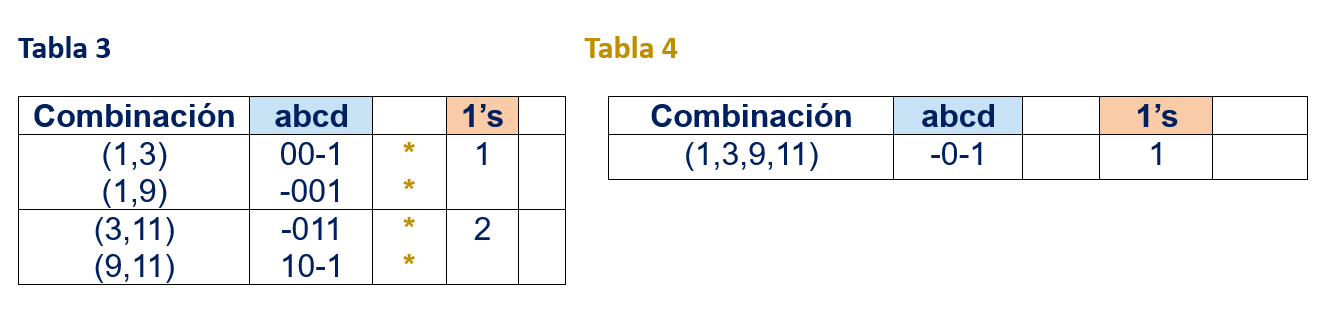 Tabla 3
Combinación abcd 1’s
(1,3) 00-1 * 1
(1,9) -001 *
(3,11) -011 * 2
(9,11) 10-1 *
Tabla 4
Combinación abcd 1’s
(1,3,9,11) -0-1 1